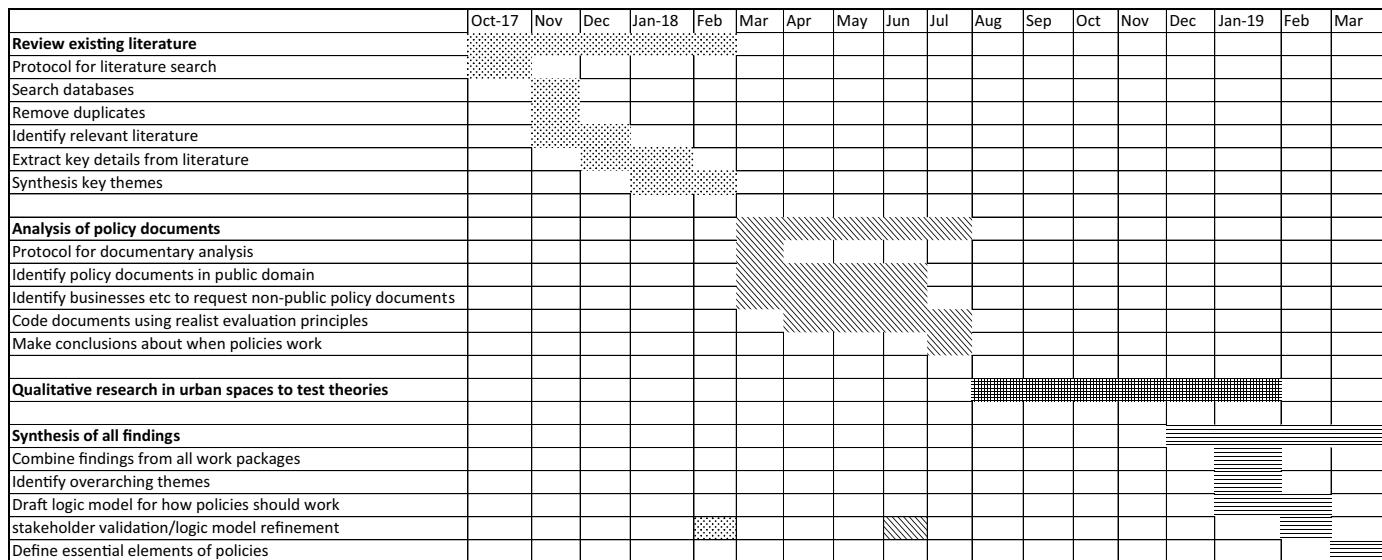 Oct-17 Nov Dec Jan-18 Feb Mar Apr May Jun Jul Aug Sep Oct Nov Dec Jan-19 Feb Mar
Review existing literature
Protocol for literature search
Search databases
Remove duplicates
Identify relevant literature
Extract key details from literature
Synthesis key themes
Analysis of policy documents
Protocol for documentary analysis
Identify policy documents in public domain
Identify businesses etc to request non-public policy documents
Code documents using realist evaluation principles
Make conclusions about when policies work
Qualitative research in urban spaces to test theories
Synthesis of all findings
Combine findings from all work packages
Identify overarching themes
Draft logic model for how policies should work
stakeholder validation/logic model refinement
Define essential elements of policies